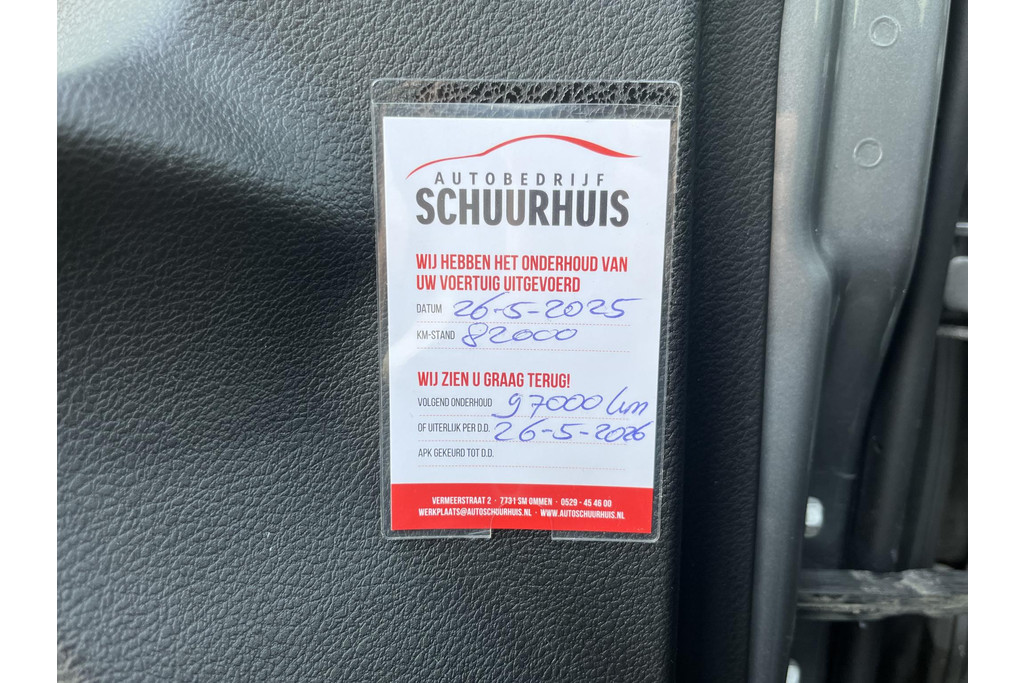 AUTOBEDRIJF
SCHUURHUIS
WIJ HEBBEN HET ONDERHOUD VAN
UW VOERTUIG UITGEVOERD
DATUM 26-5-2025
KM-STAND 82000
WIJ ZIEN U GRAAG TERUG!
VOLGEND ONDERHOUD 97000 km
OF UITERLIJK PER D.D. 26-5-2026
APK GEKEURD TOT D.D.
VERMEERSTRAAT 2 · 7731 SM OMMEN · 0529 - 45 46 00
WERKPLAATS@AUTOSCHUURHUIS.NL · WWW.AUTOSCHUURHUIS.NL